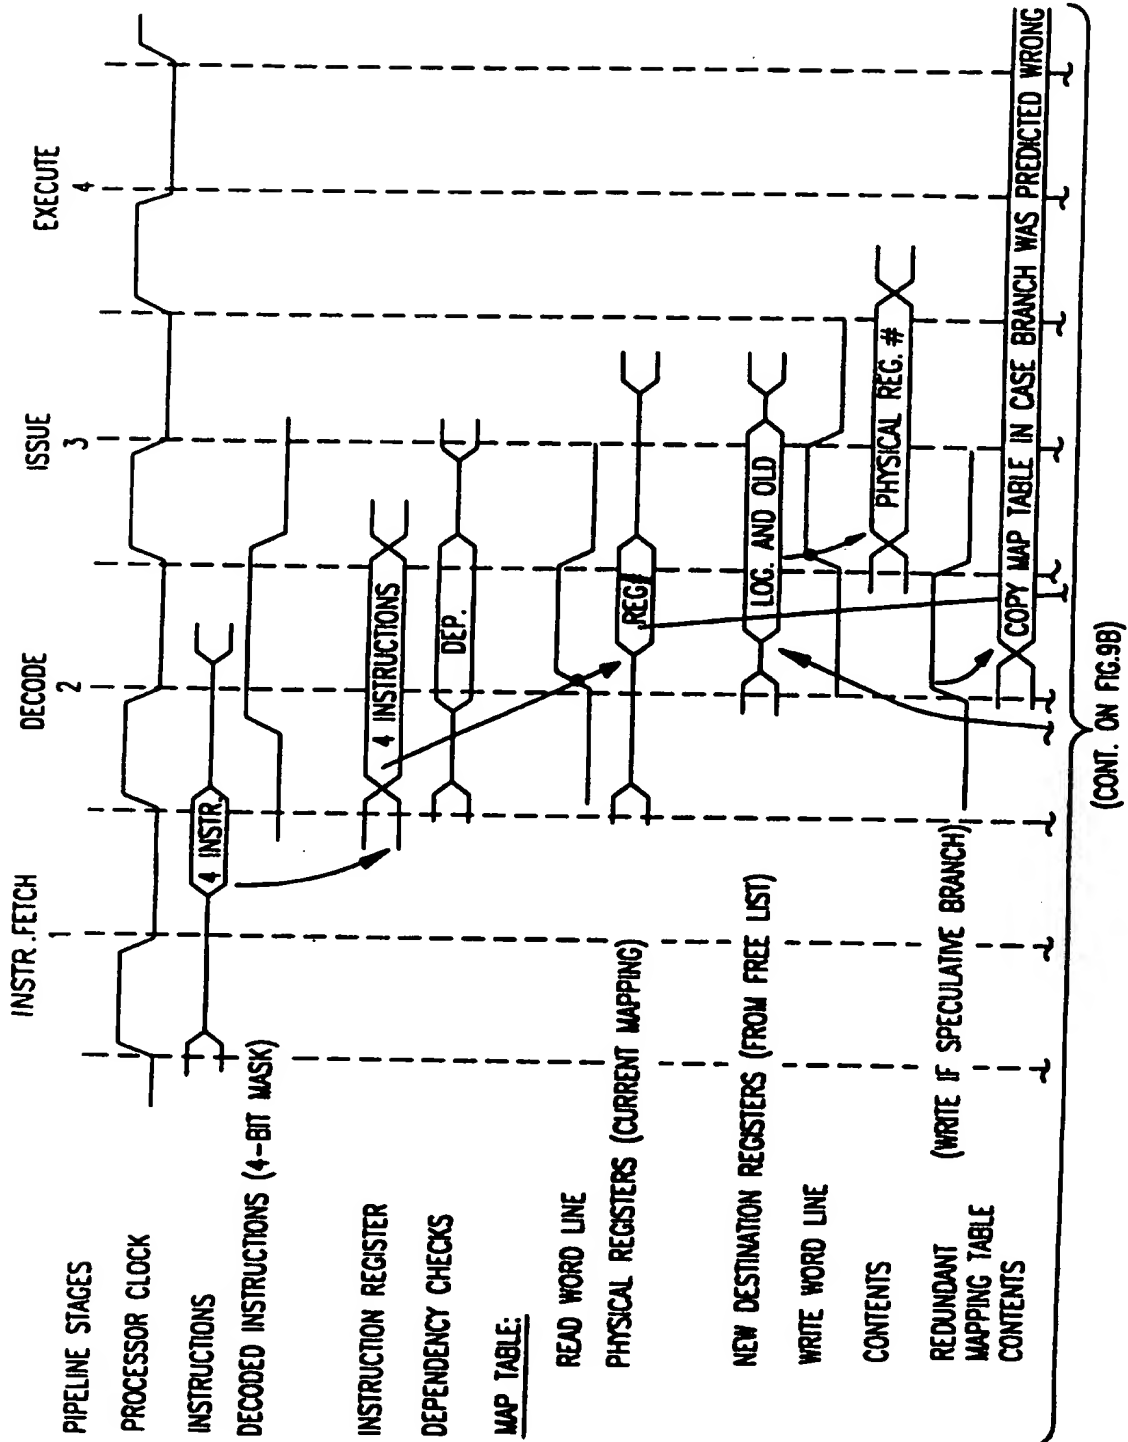 PIPELINE STAGES
INSTR.FETCH
1
DECODE
2
ISSUE
3
EXECUTE
4
PROCESSOR CLOCK
INSTRUCTIONS
4 INSTR.
DECODED INSTRUCTIONS (4-BIT MASK)
INSTRUCTION REGISTER
4 INSTRUCTIONS
DEPENDENCY CHECKS
DEP.
MAP TABLE:
READ WORD LINE
PHYSICAL REGISTERS (CURRENT MAPPING)
REG#
NEW DESTINATION REGISTERS (FROM FREE LIST)
LOG. AND OLD
WRITE WORD LINE
CONTENTS
PHYSICAL REG. #
REDUNDANT (WRITE IF SPECULATIVE BRANCH)
MAPPING TABLE
CONTENTS
COPY MAP TABLE IN CASE BRANCH WAS PREDICTED WRONG
(CONT. ON FIG.9B)